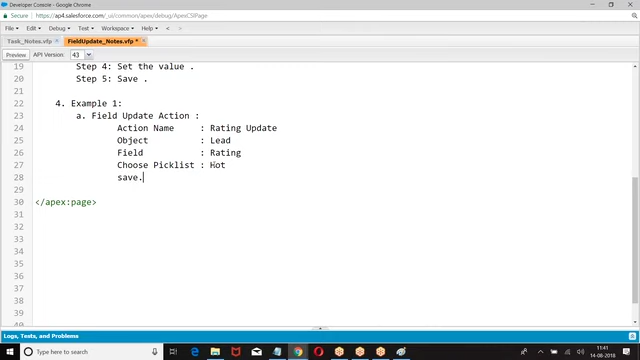 Developer Console - Google Chrome
Secure | https://ap4.salesforce.com/_ui/common/apex/debug/ApexCSIPage
File Edit Debug Test Workspace Help < >
Task_Notes.vfp FieldUpdate_Notes.vfp *
Preview API Version: 43
19 Step 4: Set the value .
20 Step 5: Save .
21
22 4. Example 1:
23 a. Field Update Action :
24 Action Name : Rating Update
25 Object : Lead
26 Field : Rating
27 Choose Picklist : Hot
28 save.
29
30 </apex:page>
31
32
33
34
35
36
37
38
39
40
Logs, Tests, and Problems
Type here to search
11:41
14-08-2018